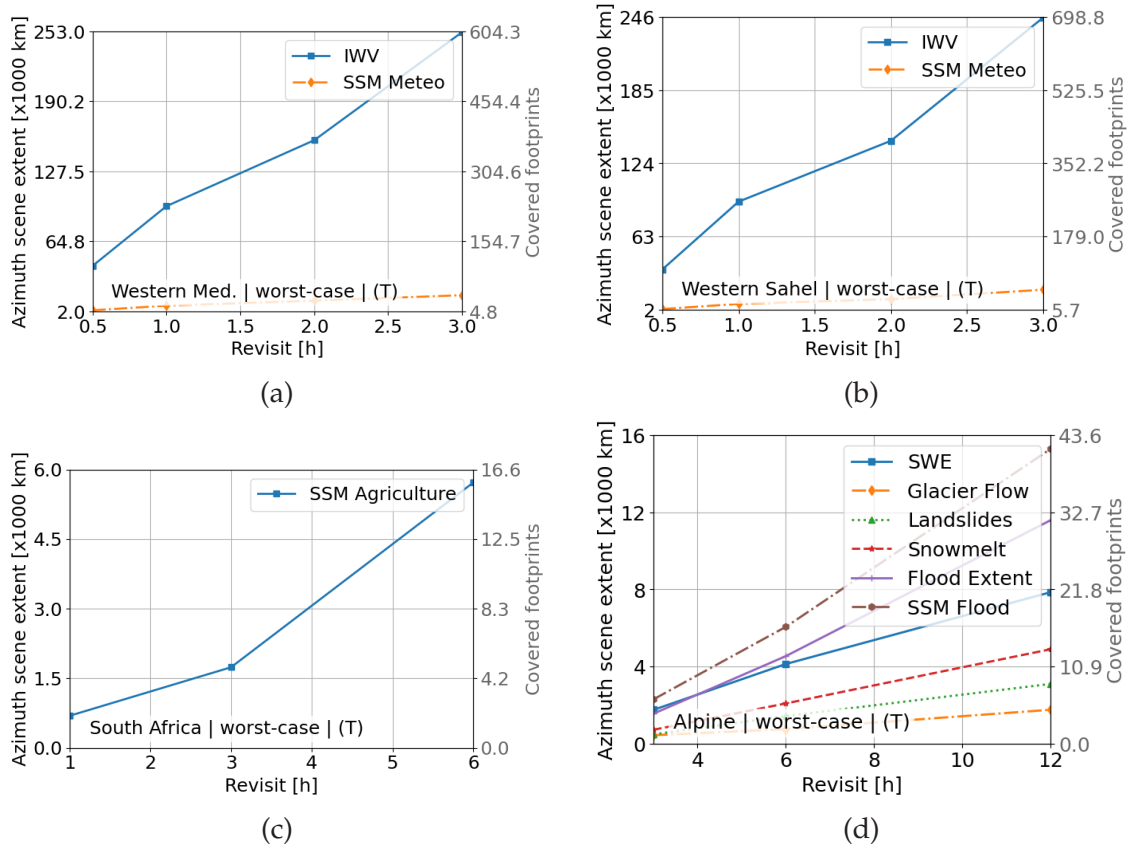 Azimuth scene extent [x1000 km]
253.0
190.2
127.5
64.8
2.0
IWV
SSM Meteo
Western Med. | worst-case | (T)
0.5 1.0 1.5 2.0 2.5 3.0
Revisit [h]
604.3
454.4
304.6
154.7
4.8
Covered footprints
(a)
Azimuth scene extent [x1000 km]
246
185
124
63
2
IWV
SSM Meteo
Western Sahel | worst-case | (T)
0.5 1.0 1.5 2.0 2.5 3.0
Revisit [h]
698.8
525.5
352.2
179.0
5.7
Covered footprints
(b)
Azimuth scene extent [x1000 km]
6.0
4.5
3.0
1.5
0.0
SSM Agriculture
South Africa | worst-case | (T)
1 2 3 4 5 6
Revisit [h]
16.6
12.5
8.3
4.2
0.0
Covered footprints
(c)
Azimuth scene extent [x1000 km]
16
12
8
4
0
SWE
Glacier Flow
Landslides
Snowmelt
Flood Extent
SSM Flood
Alpine | worst-case | (T)
4 6 8 10 12
Revisit [h]
43.6
32.7
21.8
10.9
0.0
Covered footprints
(d)